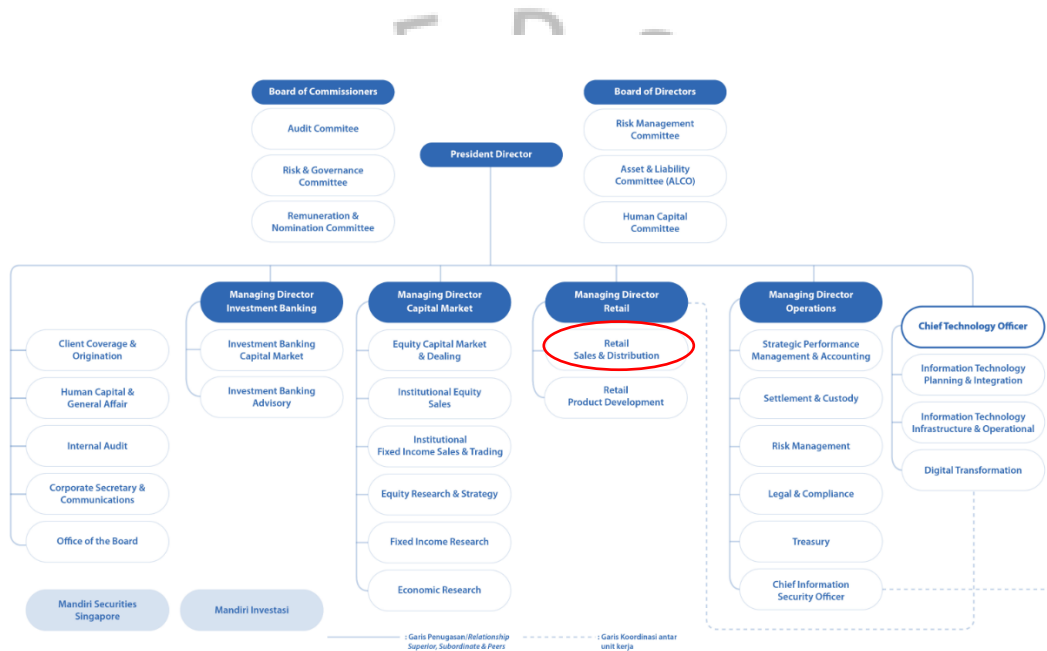 Board of Commissioners
Audit Commitee
Risk & Governance
Committee
Remuneration &
Nomination Committee
President Director
Board of Directors
Risk Management
Committee
Asset & Liability
Committee (ALCO)
Human Capital
Committee
Client Coverage &
Origination
Human Capital &
General Affair
Internal Audit
Corporate Secretary &
Communications
Office of the Board
Managing Director
Investment Banking
Investment Banking
Capital Market
Investment Banking
Advisory
Managing Director
Capital Market
Equity Capital Market
& Dealing
Institutional Equity
Sales
Institutional
Fixed Income Sales & Trading
Equity Research & Strategy
Fixed Income Research
Economic Research
Managing Director
Retail
Retail
Sales & Distribution
Retail
Product Development
Managing Director
Operations
Strategic Performance
Management & Accounting
Settlement & Custody
Risk Management
Legal & Compliance
Treasury
Chief Information
Security Officer
Chief Technology Officer
Information Technology
Planning & Integration
Information Technology
Infrastructure & Operational
Digital Transformation
Mandiri Securities
Singapore
Mandiri Investasi
: Garis Penugasan/Relationship
Superior, Subordinate & Peers
: Garis Koordinasi antar
unit kerja